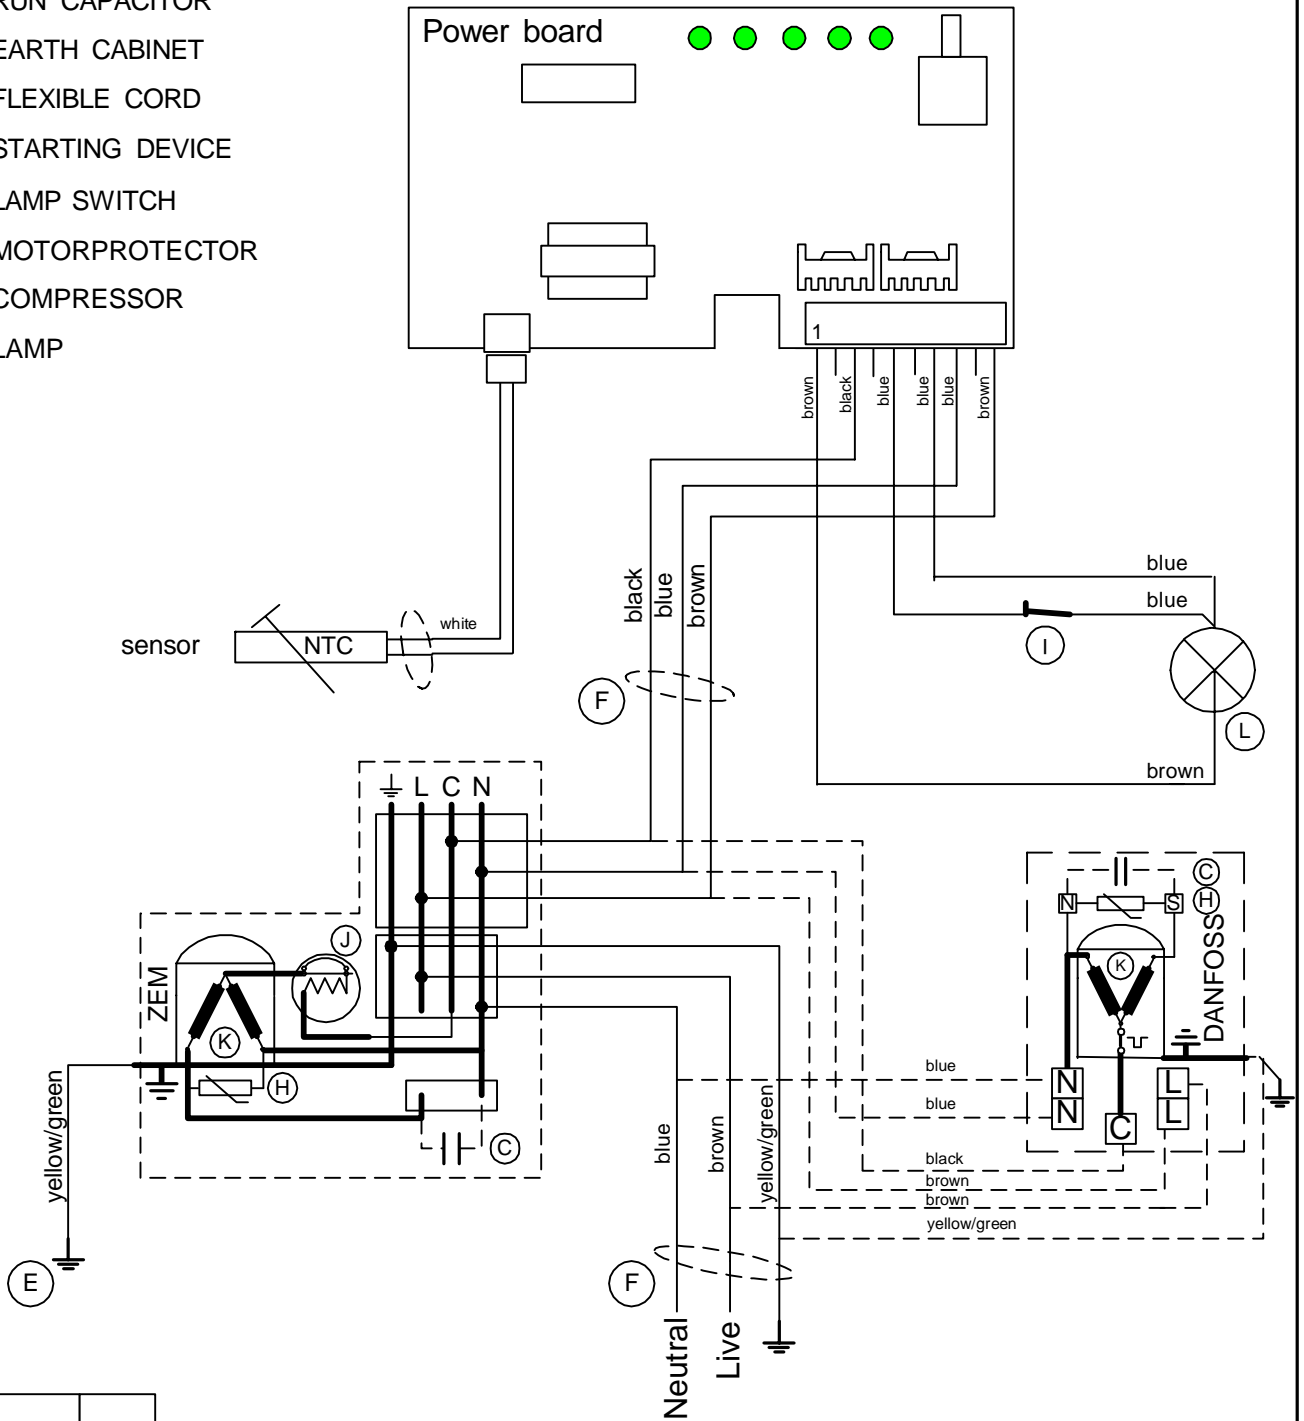 RUN CAPACITOR
EARTH CABINET
FLEXIBLE CORD
STARTING DEVICE
LAMP SWITCH
MOTORPROTECTOR
COMPRESSOR
LAMP
Power board
1
brown
black
blue
blue
blue
brown
black
blue
brown
blue
blue
white
sensor
NTC
I
F
L
brown
L C N
C
N
S
H
J
ZEM
K
DANFOSS
K
H
blue
N
L
blue
N
L
C
C
yellow/green
blue
brown
yellow/green
black
brown
brown
yellow/green
E
F
Neutral
Live